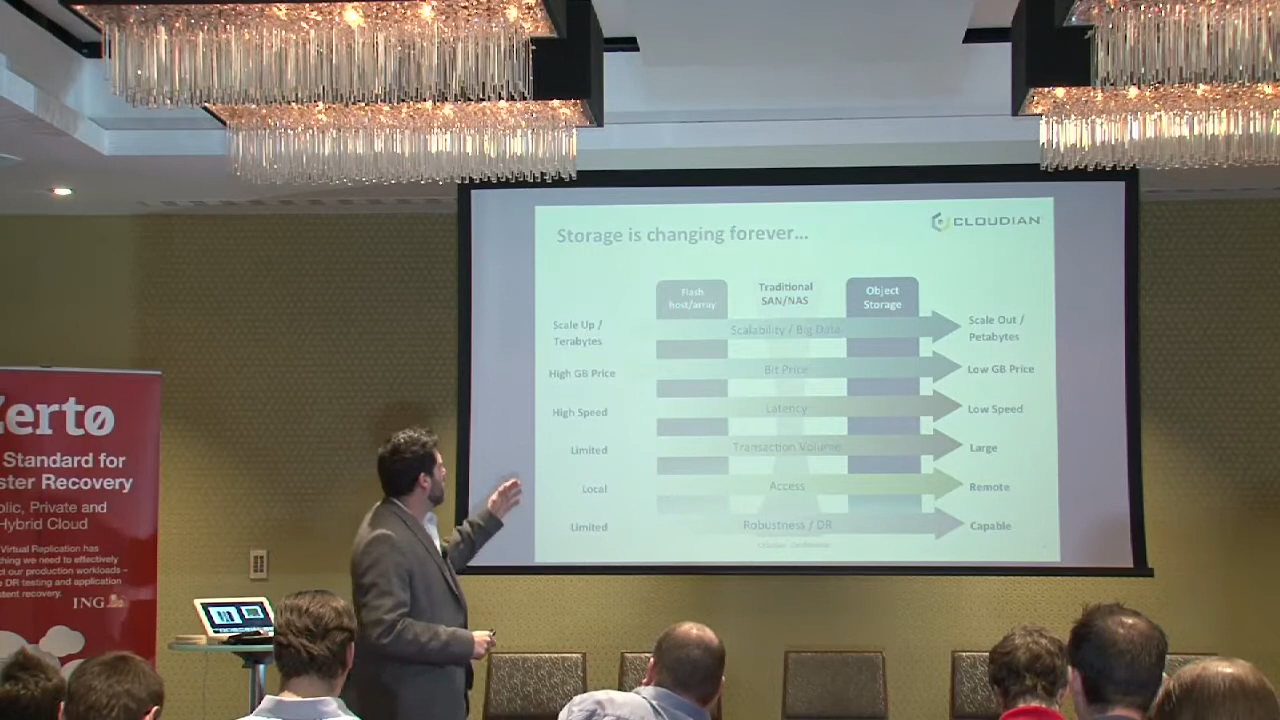 Storage is changing forever...
CLOUDIAN
Flash
host/array
Traditional
SAN/NAS
Object
Storage
Scale Up /
Terabytes
Scalability / Big Data
Scale Out /
Petabytes
High GB Price
Bit Price
Low GB Price
High Speed
Latency
Low Speed
Limited
Transaction Volume
Large
Local
Access
Remote
Limited
Robustness / DR
Capable
Zertø
Standard for
ster Recovery
olic, Private and
Hybrid Cloud
Virtual Replication has
thing we need to effectively
ct our production workloads –
DR testing and application
stent recovery.
ING